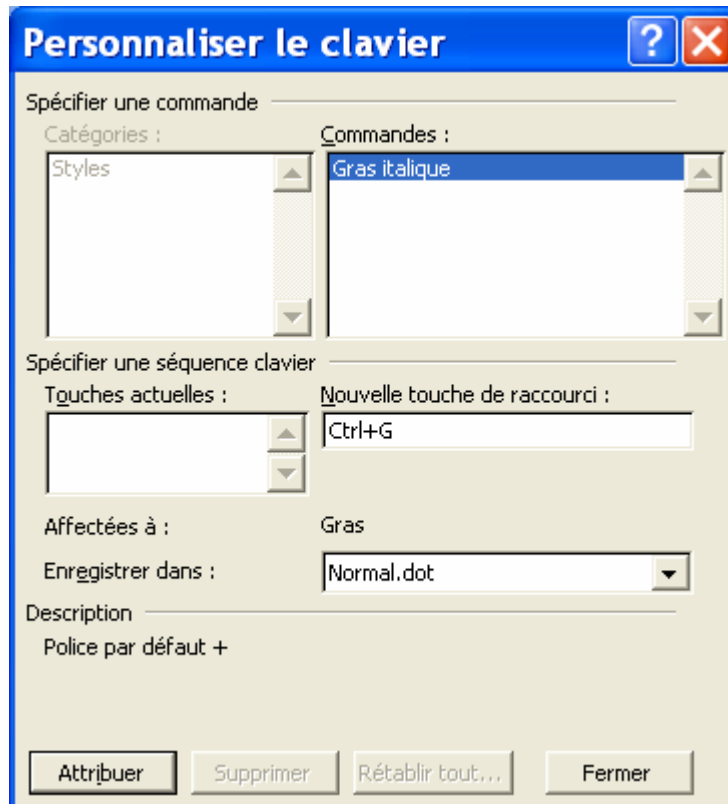 Personnaliser le clavier
Spécifier une commande
Catégories : Commandes :
Styles Gras italique
Spécifier une séquence clavier
Touches actuelles : Nouvelle touche de raccourci :
Ctrl+G
Affectées à : Gras
Enregistrer dans : Normal.dot
Description
Police par défaut +
Attribuer Supprimer Rétablir tout... Fermer